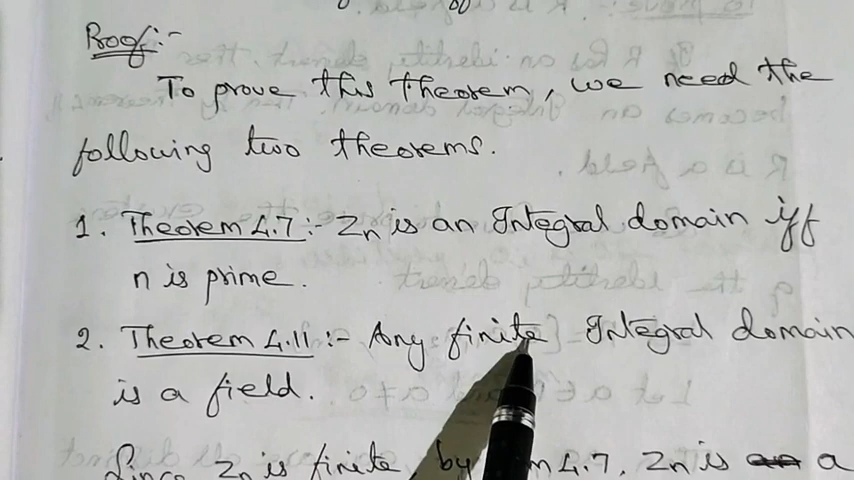 Proof:-
To prove this theorem, we need the
following two theorems.
1. Theorem 4.7:- Zn is an Integral domain iff
n is prime.
2. Theorem 4.11:- Any finite Integral domain
is a field.
Since Zn is finite, by m 4.7, Zn is an a